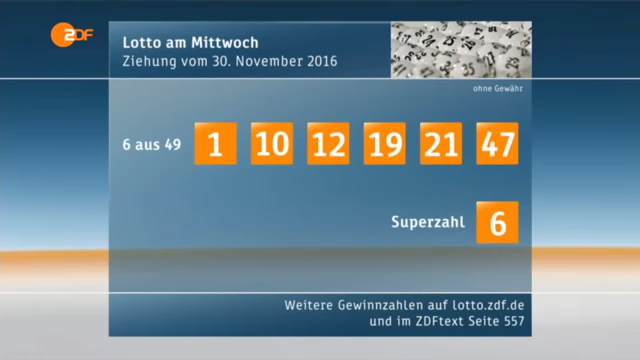 ZDF
Lotto am Mittwoch
Ziehung vom 30. November 2016
ohne Gewähr
6 aus 49 1 10 12 19 21 47
Superzahl 6
Weitere Gewinnzahlen auf lotto.zdf.de
und im ZDFtext Seite 557